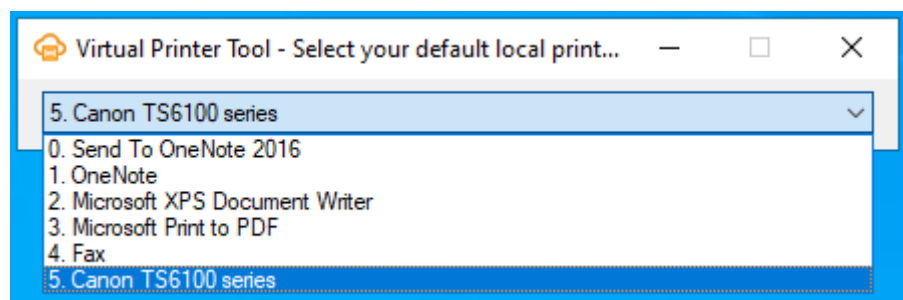 Virtual Printer Tool - Select your default local print...
5. Canon TS6100 series
0. Send To OneNote 2016
1. OneNote
2. Microsoft XPS Document Writer
3. Microsoft Print to PDF
4. Fax
5. Canon TS6100 series